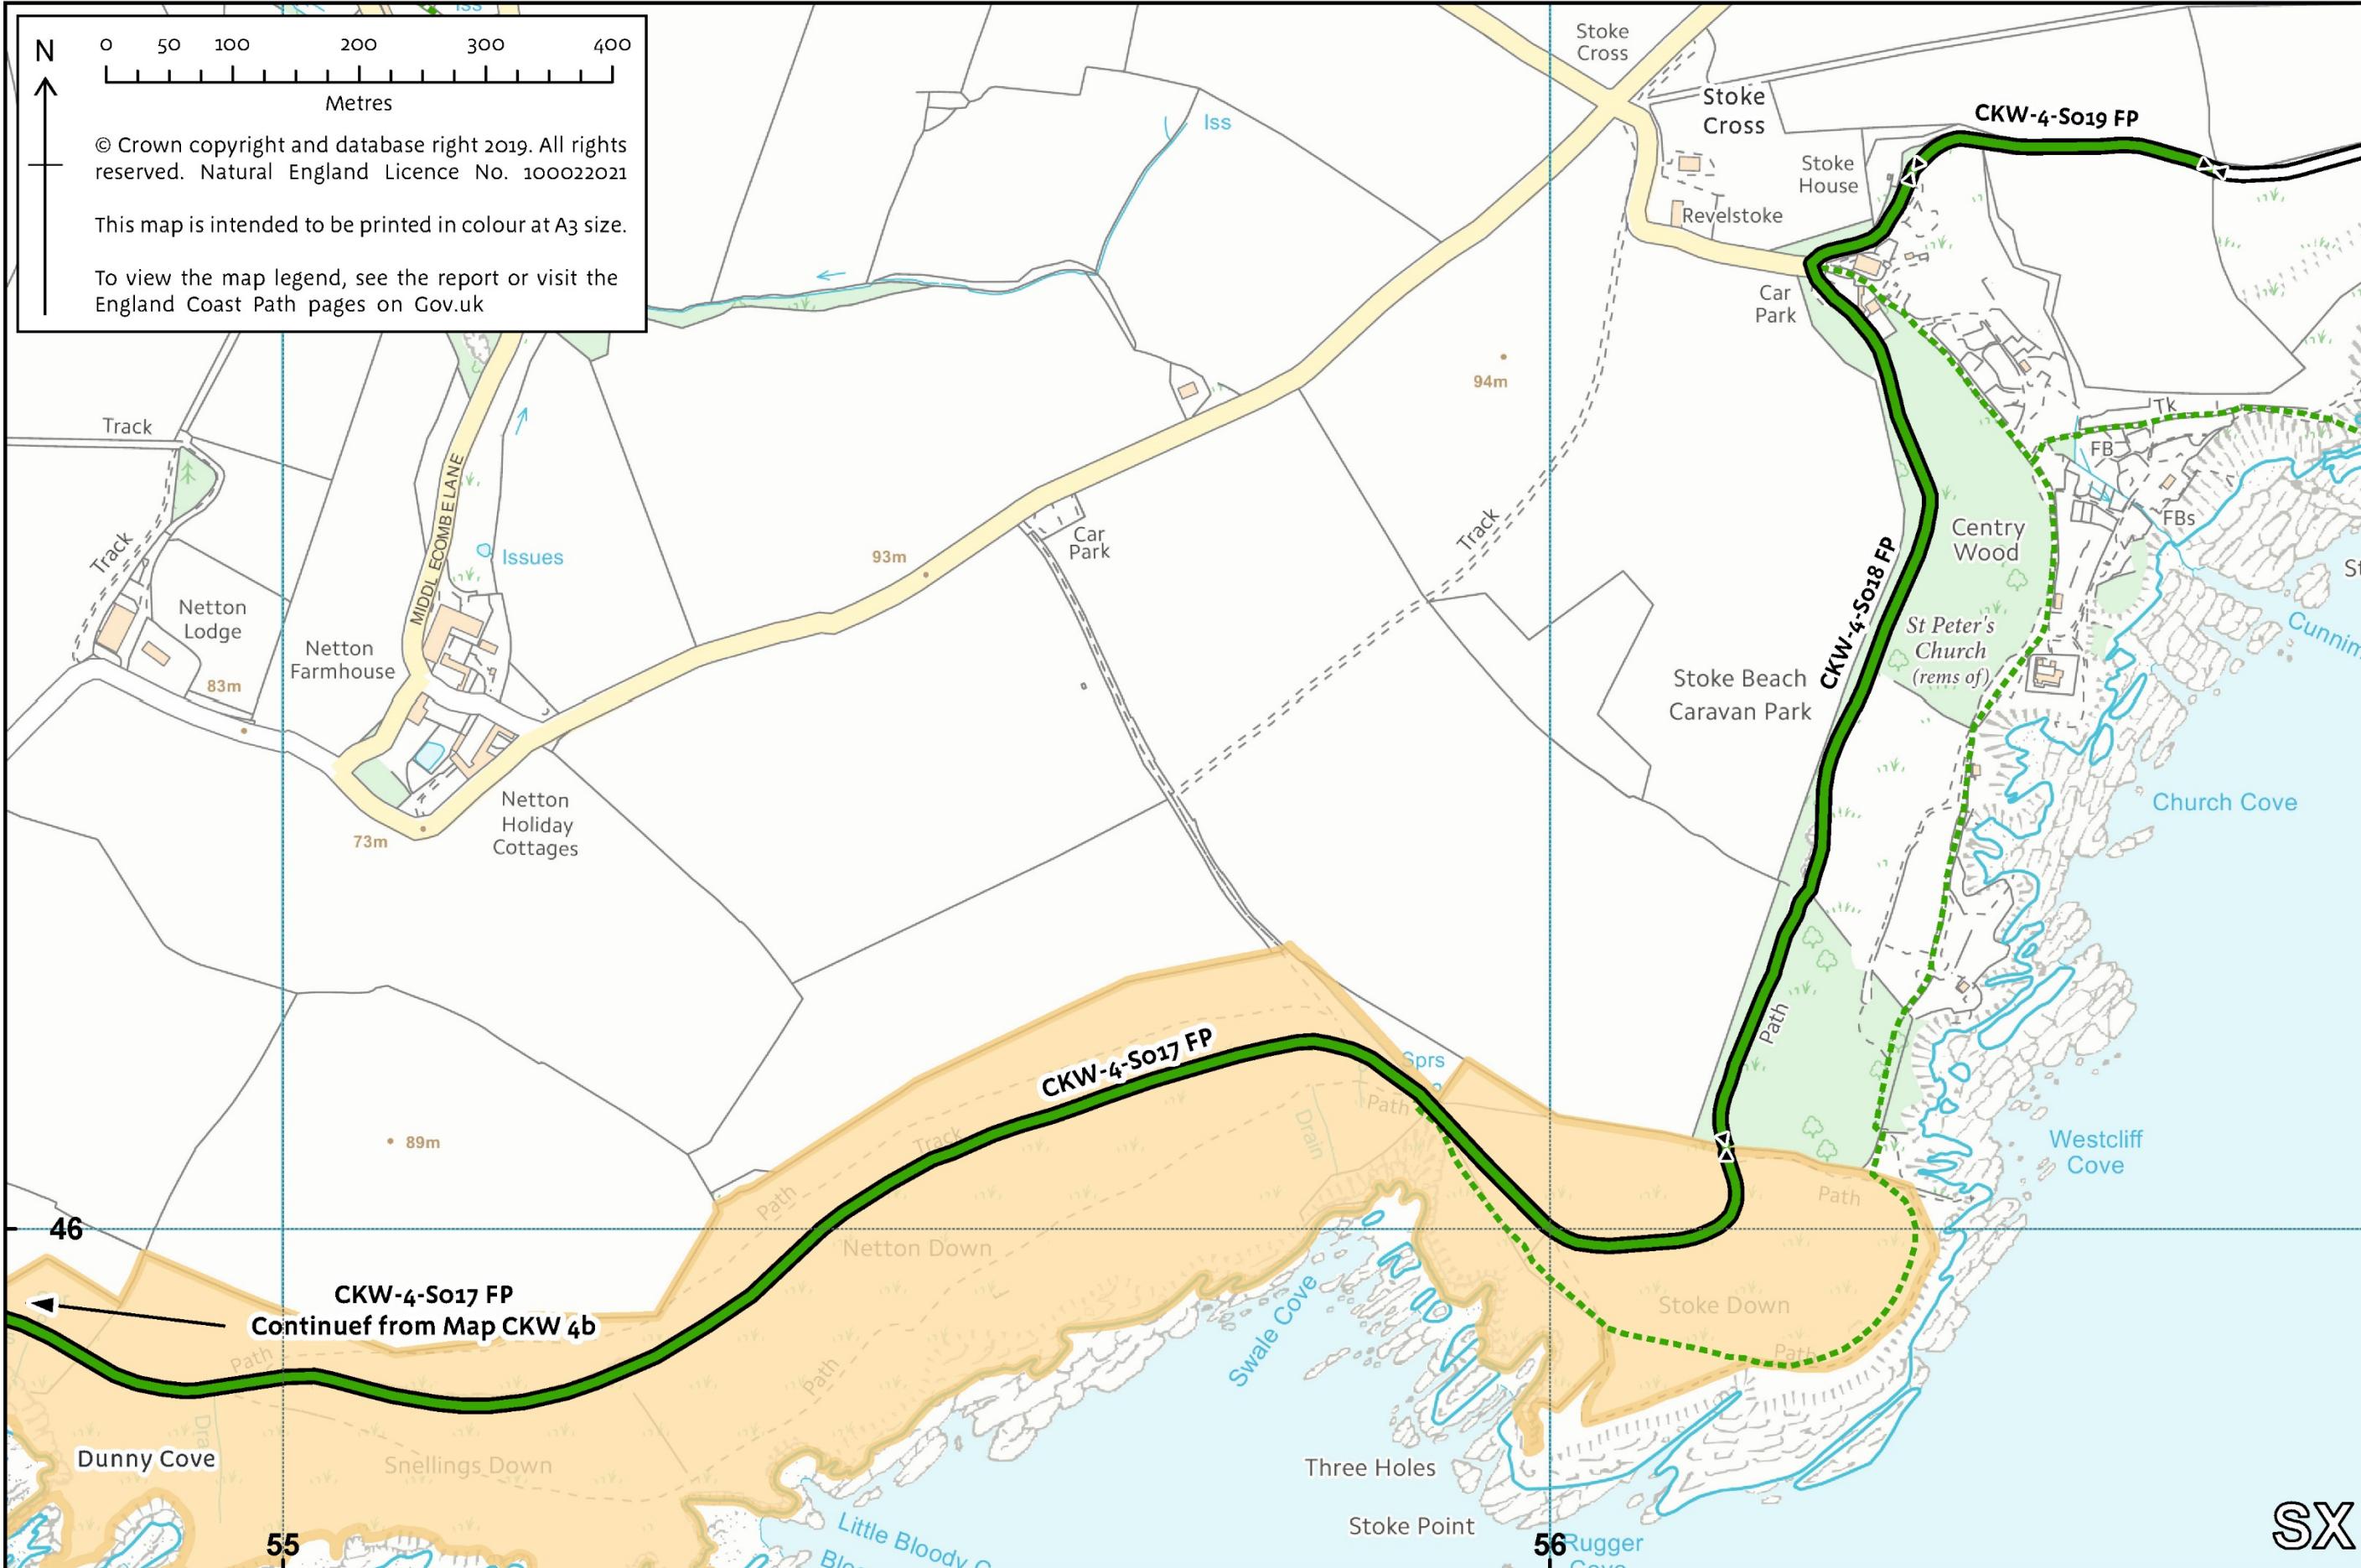 Iss
N
0 50 100 200 300 400
Metres
© Crown copyright and database right 2019. All rights
reserved. Natural England Licence No. 100022021
This map is intended to be printed in colour at A3 size.
To view the map legend, see the report or visit the
England Coast Path pages on Gov.uk
Stoke
Cross
Stoke
Cross
Iss
CKW-4-S019 FP
Stoke
House
Revelstoke
Car
Park
94m
Track
Tk
FB
FBs
MIDDLECOMBE LANE
Track
Track
Car
Park
Centry
Wood
93m
Issues
CKW-4-S018 FP
Netton
Lodge
Netton
Farmhouse
83m
St Peter's
Church
(rems of)
Stoke Beach
Caravan Park
Netton
Holiday
Cottages
73m
Church Cove
Path
CKW-4-S017 FP
Sprs
Path
Drain
Track
89m
Westcliff
Cove
Path
Path
46
Netton Down
CKW-4-S017 FP
Continuef from Map CKW 4b
Stoke Down
Swale Cove
Path
Path
Path
Dunny Cove
Snellings Down
Three Holes
Stoke Point
Little Bloody
55
56
Rugger
Cove
SX